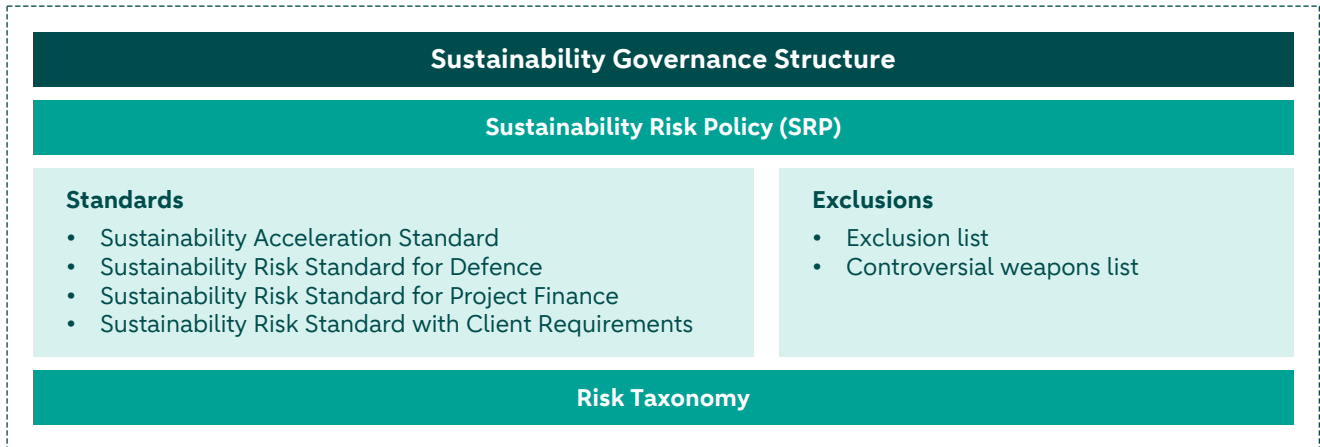 Sustainability Governance Structure
Sustainability Risk Policy (SRP)
Standards
• Sustainability Acceleration Standard
• Sustainability Risk Standard for Defence
• Sustainability Risk Standard for Project Finance
• Sustainability Risk Standard with Client Requirements
Exclusions
• Exclusion list
• Controversial weapons list
Risk Taxonomy